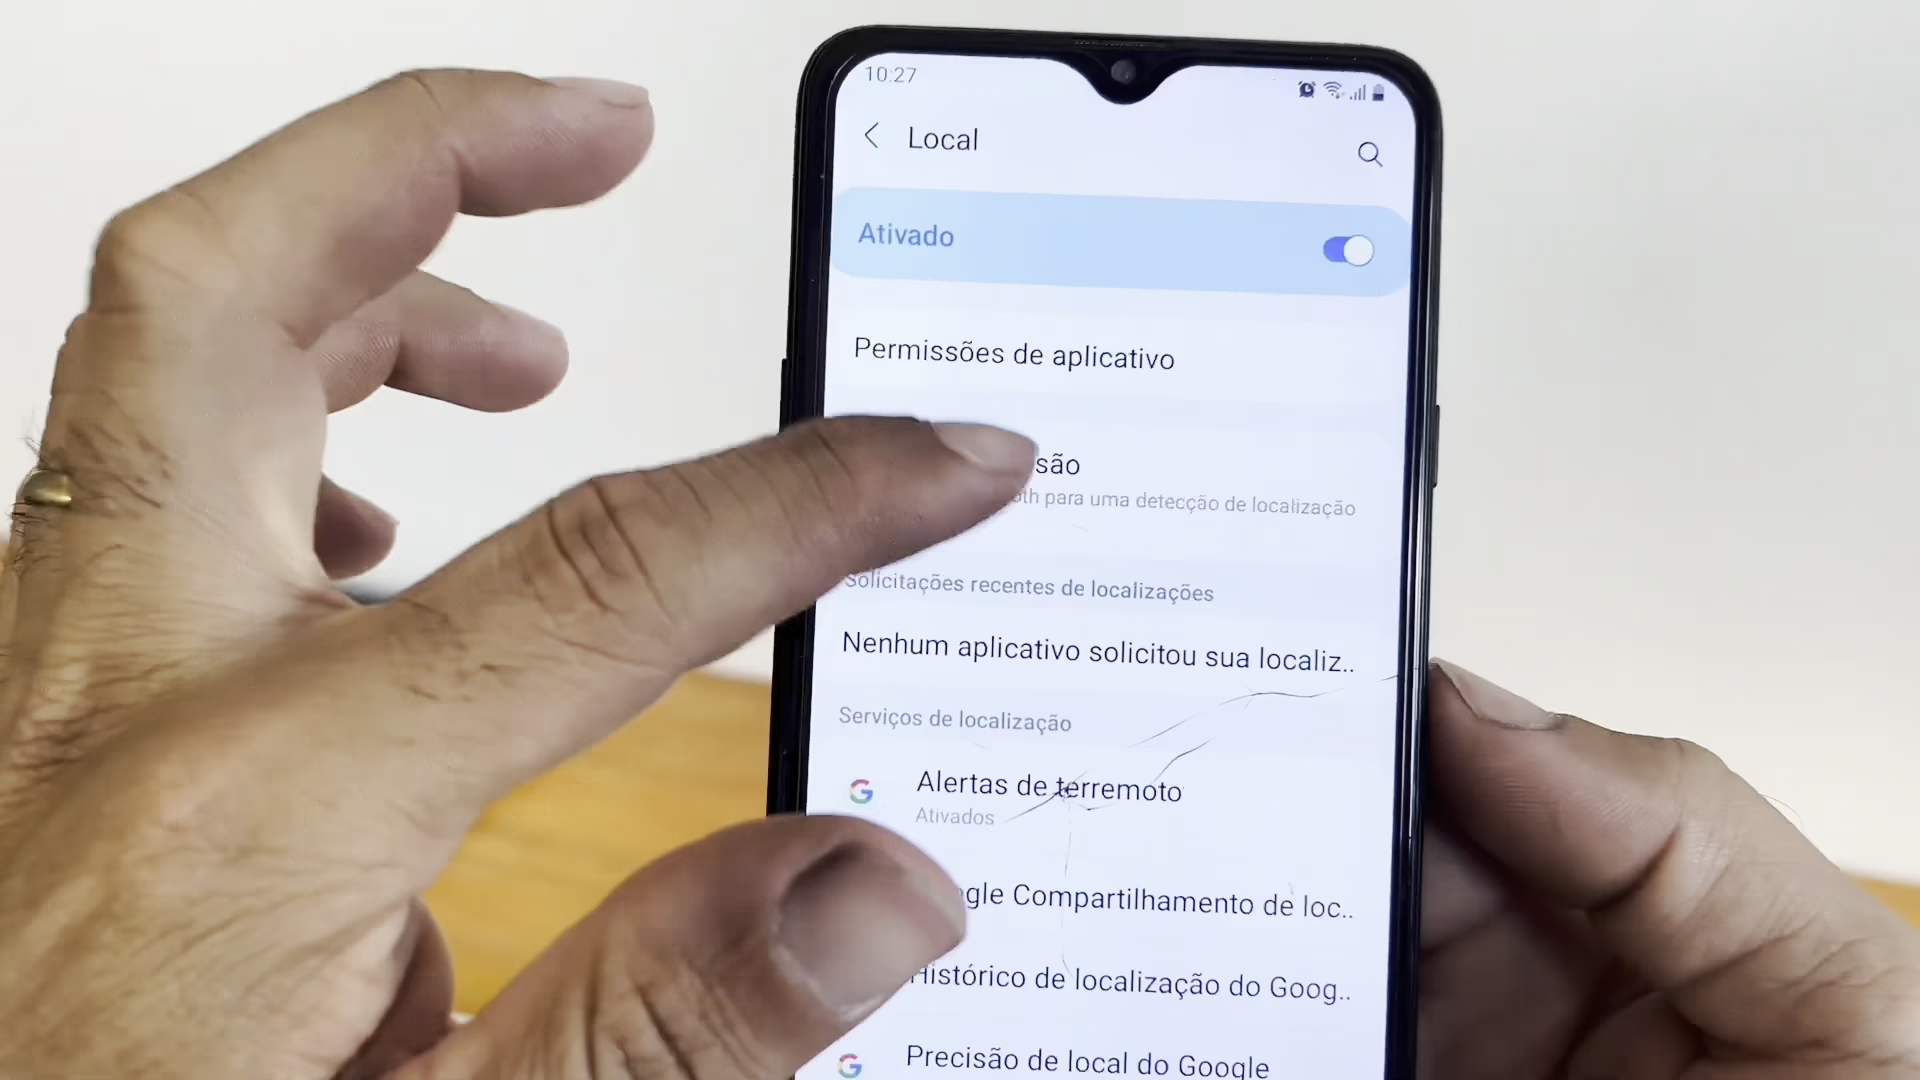 10:27
Local
Ativado
Permissões de aplicativo
são
para uma detecção de localização
Solicitações recentes de localizações
Nenhum aplicativo solicitou sua localiz..
Serviços de localização
Alertas de terremoto
Ativados
gle Compartilhamento de loc..
Histórico de localização do Goog..
Precisão de local do Google